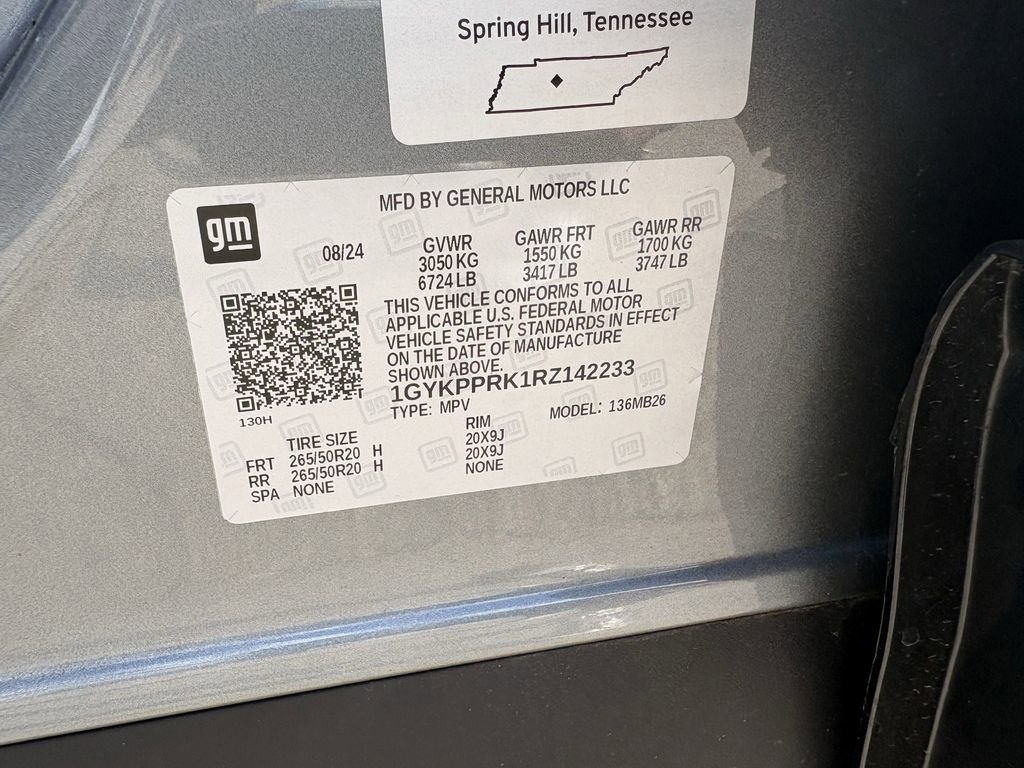 Spring Hill, Tennessee
MFD BY GENERAL MOTORS LLC
gm
08/24
GVWR
3050 KG
6724 LB
GAWR FRT
1550 KG
3417 LB
GAWR RR
1700 KG
3747 LB
THIS VEHICLE CONFORMS TO ALL
APPLICABLE U.S. FEDERAL MOTOR
VEHICLE SAFETY STANDARDS IN EFFECT
ON THE DATE OF MANUFACTURE
SHOWN ABOVE.
1GYKPPRK1RZ142233
TYPE: MPV
MODEL: 136MB26
130H
TIRE SIZE RIM
FRT 265/50R20 H 20X9J
RR 265/50R20 H 20X9J
SPA NONE NONE